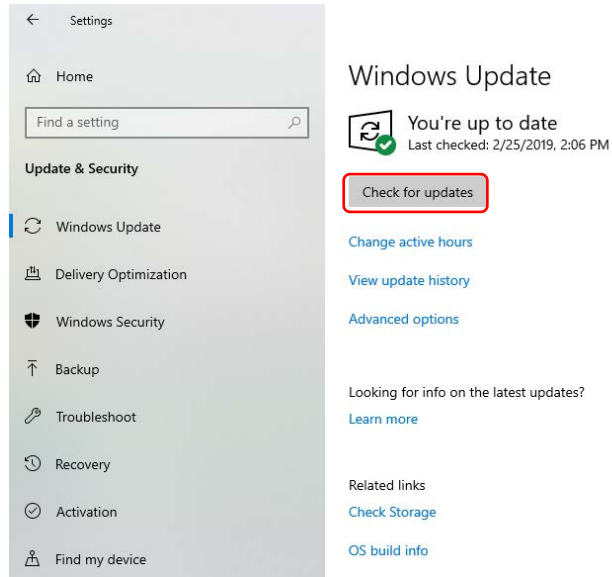 Settings
Home
Find a setting
Update & Security
Windows Update
Delivery Optimization
Windows Security
Backup
Troubleshoot
Recovery
Activation
Find my device
Windows Update
You're up to date
Last checked: 2/25/2019, 2:06 PM
Check for updates
Change active hours
View update history
Advanced options
Looking for info on the latest updates?
Learn more
Related links
Check Storage
OS build info